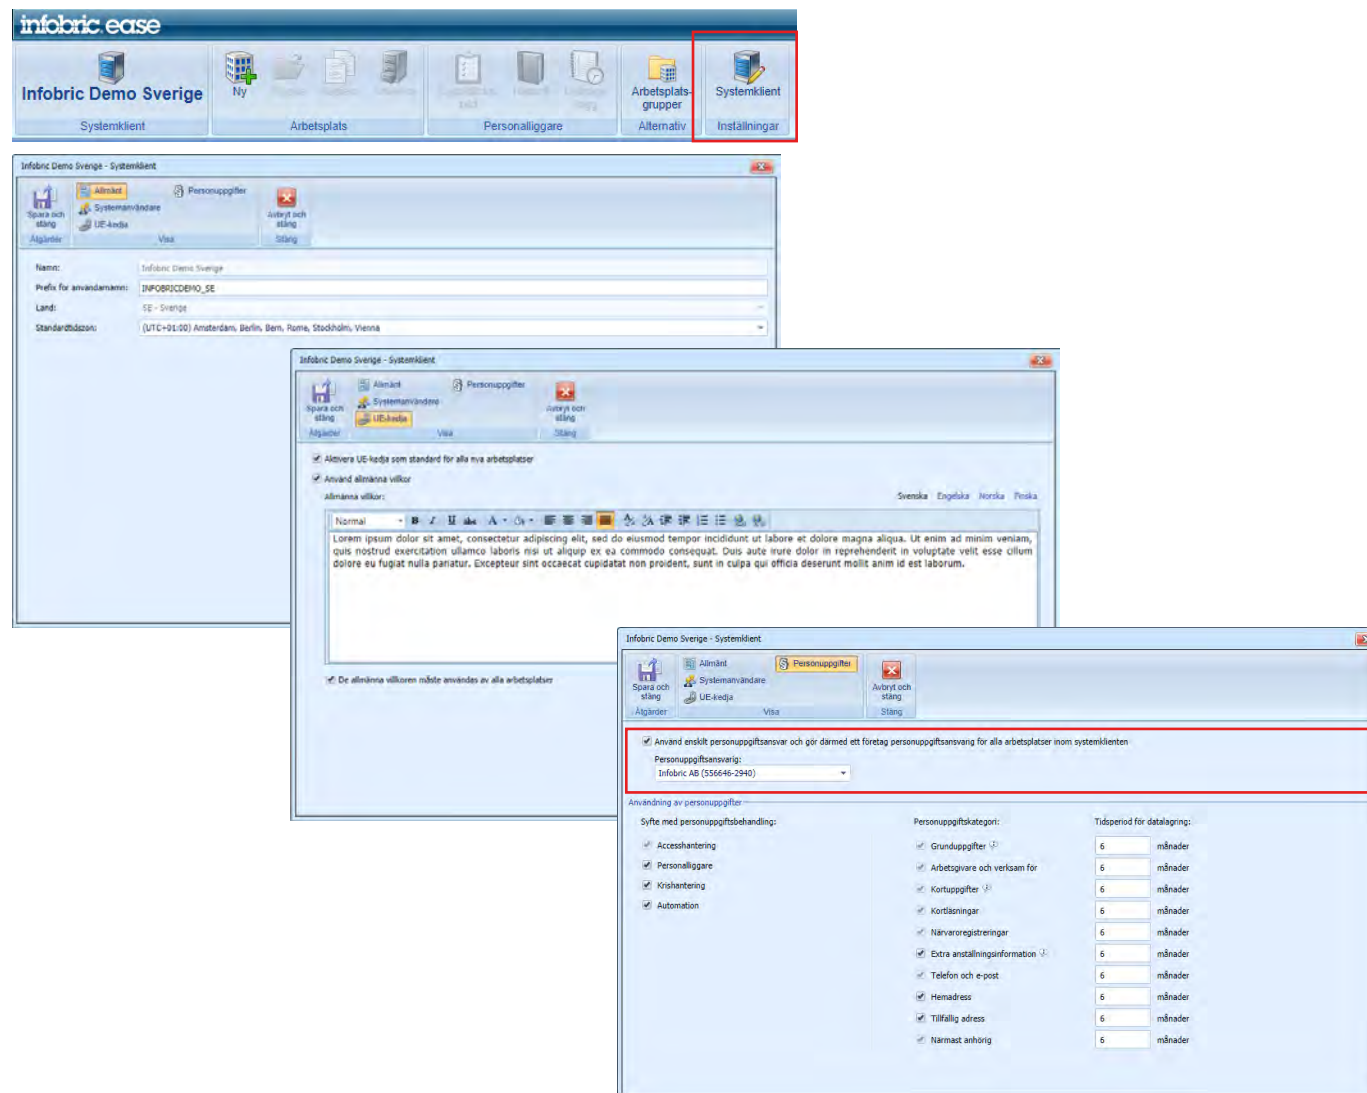 infobric ease
Infobric Demo Sverige
Ny
Arbetsplats-
grupper
Systemklient
Systemklient
Arbetsplats
Personalliggare
Alternativ
Inställningar
Infobric Demo Sverige - Systemklient
Spara och
stäng
Allmänt
Systemanvändare
UE-kedja
Personuppgifter
Avbryt och
stäng
Åtgärder
Visa
Stäng
Namn: Infobric Demo Sverige
Prefix för användarnamn: INFOBRICDEMO_SE
Land: SE - Sverige
Standardtidszon: (UTC+01:00) Amsterdam, Berlin, Bern, Rome, Stockholm, Vienna
Infobric Demo Sverige - Systemklient
Spara och
stäng
Allmänt
Systemanvändare
UE-kedja
Personuppgifter
Avbryt och
stäng
Åtgärder
Visa
Stäng
Aktivera UE-kedja som standard för alla nya arbetsplatser
Använd allmänna villkor
Allmänna villkor:
Svenska Engelska Norska Finska
Normal B I U abc A
Lorem ipsum dolor sit amet, consectetur adipiscing elit, sed do eiusmod tempor incididunt ut labore et dolore magna aliqua. Ut enim ad minim veniam,
quis nostrud exercitation ullamco laboris nisi ut aliquip ex ea commodo consequat. Duis aute irure dolor in reprehenderit in voluptate velit esse cillum
dolore eu fugiat nulla pariatur. Excepteur sint occaecat cupidatat non proident, sunt in culpa qui officia deserunt mollit anim id est laborum.
De allmänna villkoren måste användas av alla arbetsplatser
Infobric Demo Sverige - Systemklient
Spara och
stäng
Allmänt
Systemanvändare
UE-kedja
Personuppgifter
Avbryt och
stäng
Åtgärder
Visa
Stäng
Använd enskilt personuppgiftsansvar och gör därmed ett företag personuppgiftsansvarig för alla arbetsplatser inom systemklienten
Personuppgiftsansvarig:
Infobric AB (556646-2940)
Användning av personuppgifter
Syfte med personuppgiftsbehandling:
Accesshantering
Personalliggare
Krishantering
Automation
Personuppgiftskategori: Tidsperiod för datalagring:
Grunduppgifter 6 månader
Arbetsgivare och verksam för 6 månader
Kortuppgifter 6 månader
Kortläsningar 6 månader
Närvaroregistreringar 6 månader
Extra anställningsinformation 6 månader
Telefon och e-post 6 månader
Hemadress 6 månader
Tillfällig adress 6 månader
Närmast anhörig 6 månader